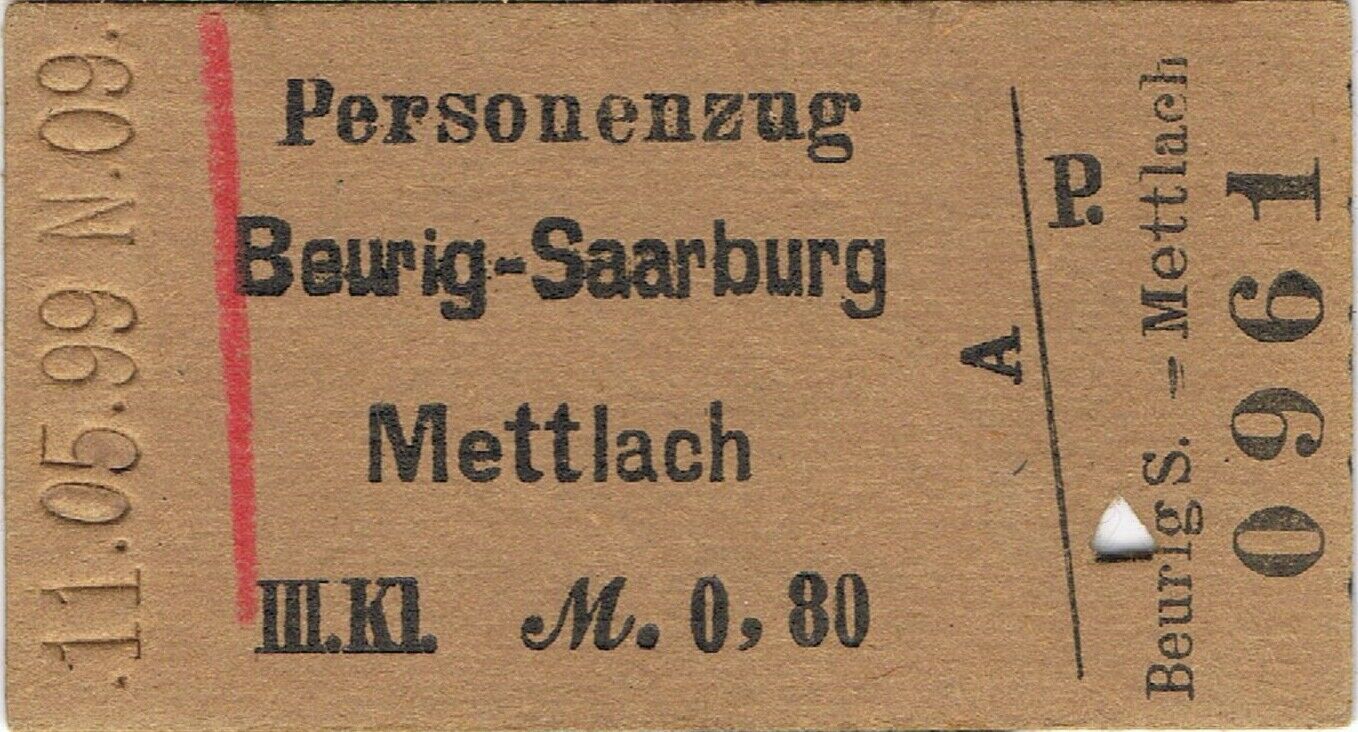 .11.05.99 N.09.
Personenzug
Beurig-Saarburg
Mettlach
III.Kl. M. 0,80
A
P.
Beurig S. - Mettlach
0961